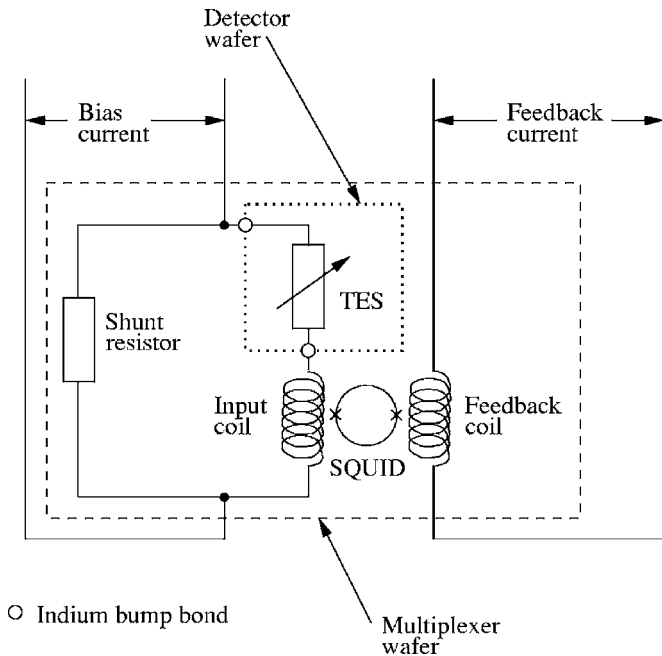 Detector
wafer
Bias
current
Feedback
current
TES
Shunt
resistor
Input
coil
SQUID
Feedback
coil
Indium bump bond
Multiplexer
wafer